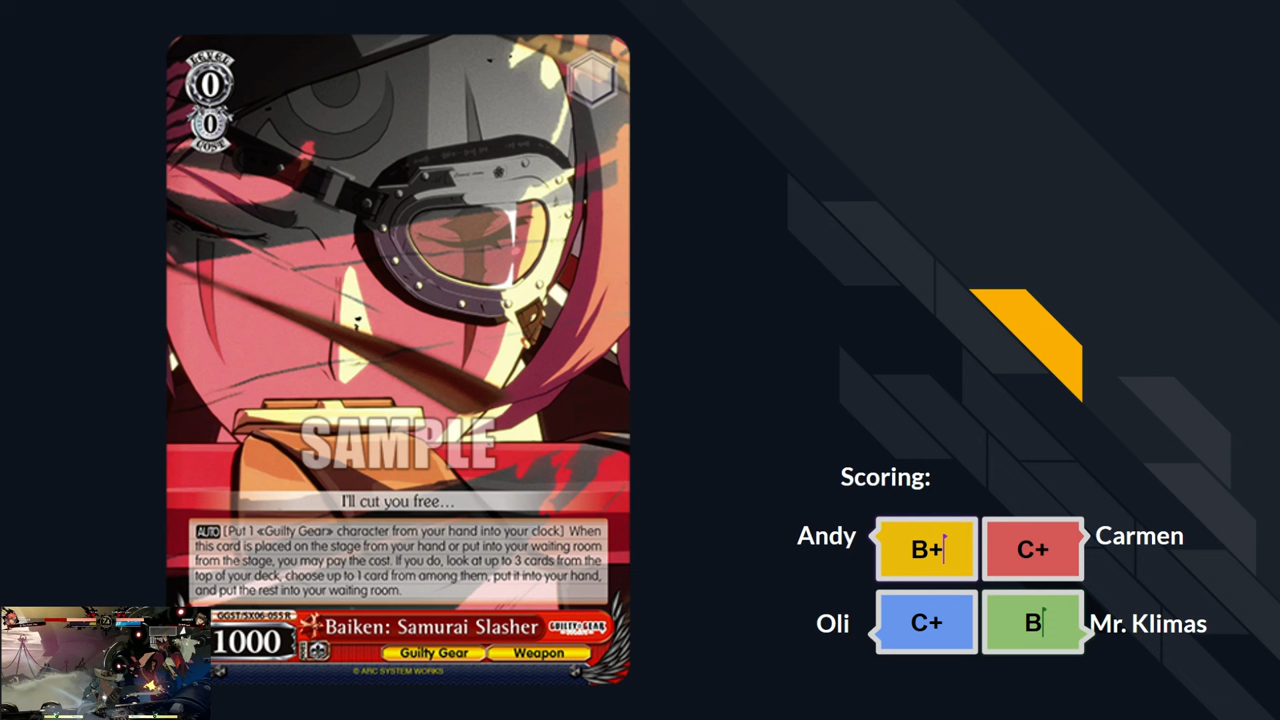 LEVEL
0
0
COST
SAMPLE
I'll cut you free…
AUTO [Put 1 «Guilty Gear» character from your hand into your clock] When
this card is placed on the stage from your hand or put into your waiting room
from the stage, you may pay the cost. If you do, look at up to 3 cards from the
top of your deck, choose up to 1 card from among them, put it into your hand,
and put the rest into your waiting room.
GGST/SX06-055 R
1000
Baiken: Samurai Slasher
GUILTY GEAR
Guilty Gear
Weapon
© ARC SYSTEM WORKS
Scoring:
Andy
B+
C+
Carmen
Oli
C+
B
Mr. Klimas